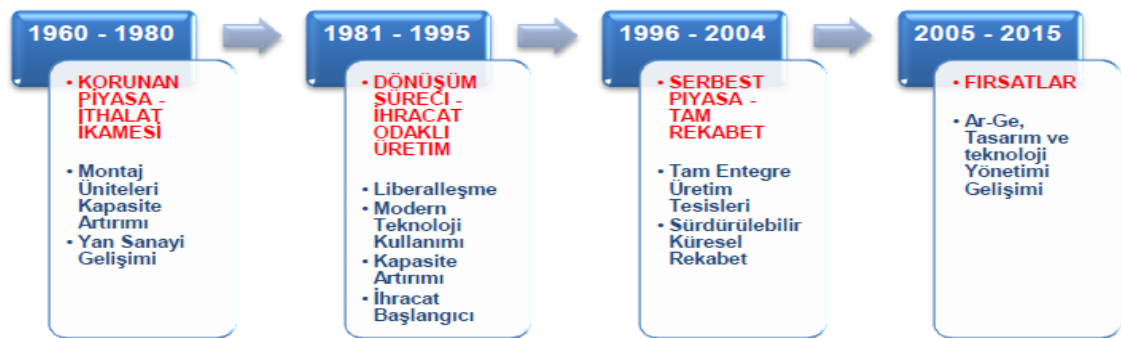 1960 - 1980
• KORUNAN
PİYASA -
İTHALAT
İKAMESİ
• Montaj
Üniteleri
Kapasite
Artırımı
• Yan Sanayi
Gelişimi
1981 - 1995
• DÖNÜŞÜM
SÜRECİ -
İHRACAT
ODAKLI
ÜRETİM
• Liberalleşme
• Modern
Teknoloji
Kullanımı
• Kapasite
Artırımı
• İhracat
Başlangıcı
1996 - 2004
• SERBEST
PIYASA -
TAM
REKABET
• Tam Entegre
Üretim
Tesisleri
• Sürdürülebilir
Küresel
Rekabet
2005 - 2015
• FIRSATLAR
• Ar-Ge,
Tasarım ve
teknoloji
Yönetimi
Gelişimi